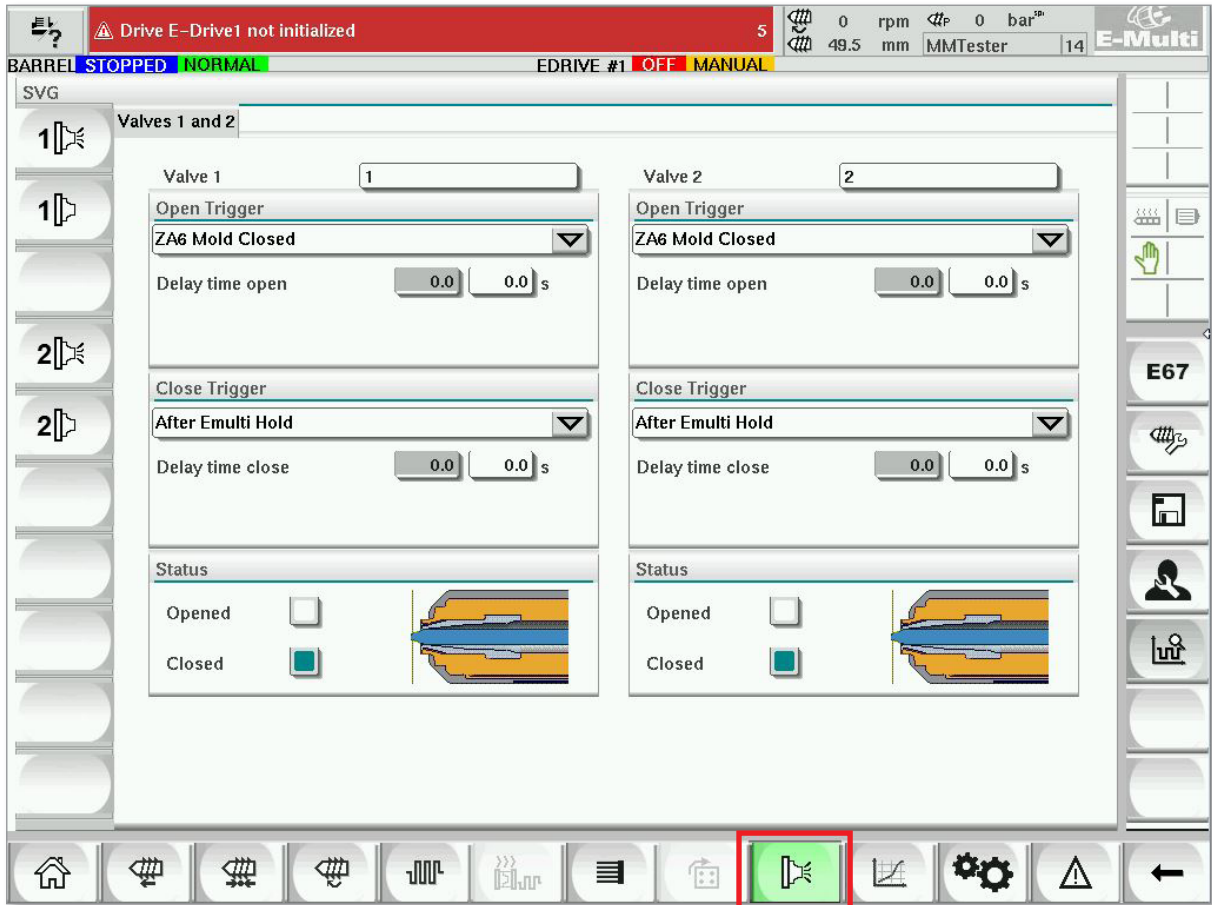 Drive E-Drive1 not initialized 5
0 rpm 0 bar
49.5 mm MMTester 14
E-Multi
BARREL STOPPED NORMAL EDRIVE #1 OFF MANUAL
SVG
Valves 1 and 2
Valve 1 1
Open Trigger
ZA6 Mold Closed
Delay time open 0.0 0.0 s
Close Trigger
After Emulti Hold
Delay time close 0.0 0.0 s
Status
Opened
Closed
Valve 2 2
Open Trigger
ZA6 Mold Closed
Delay time open 0.0 0.0 s
Close Trigger
After Emulti Hold
Delay time close 0.0 0.0 s
Status
Opened
Closed
1
1
2
2
E67